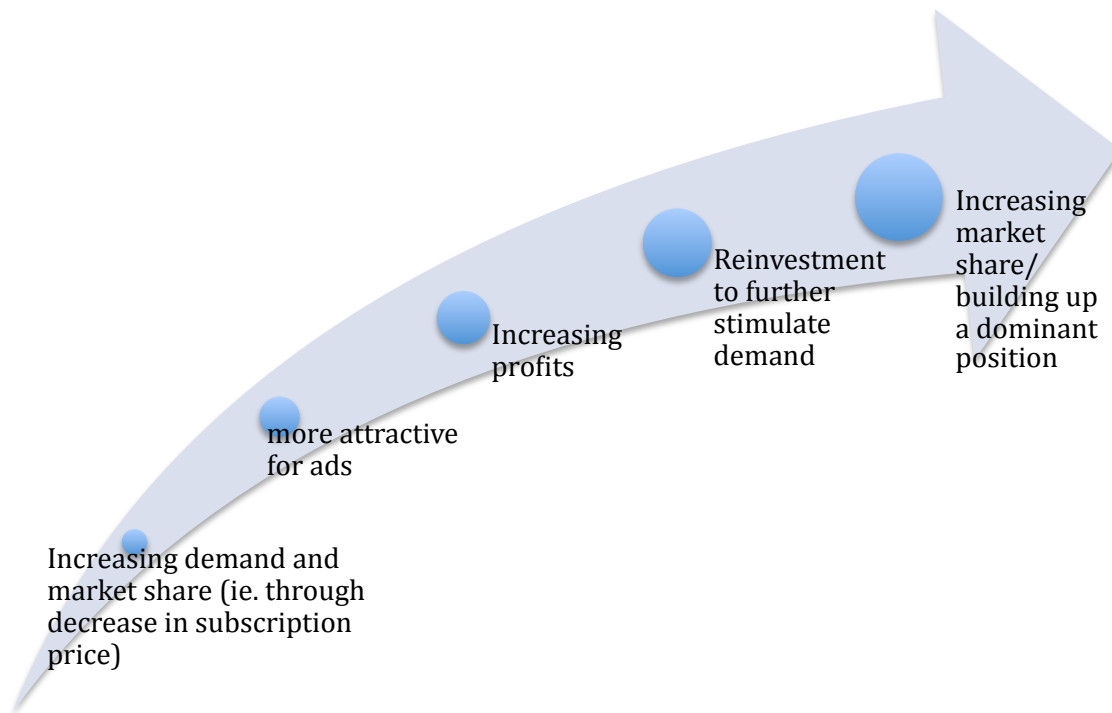 Increasing demand and
market share (ie. through
decrease in subscription
price)
more attractive
for ads
Increasing
profits
Reinvestment
to further
stimulate
demand
Increasing
market
share/
building up
a dominant
position